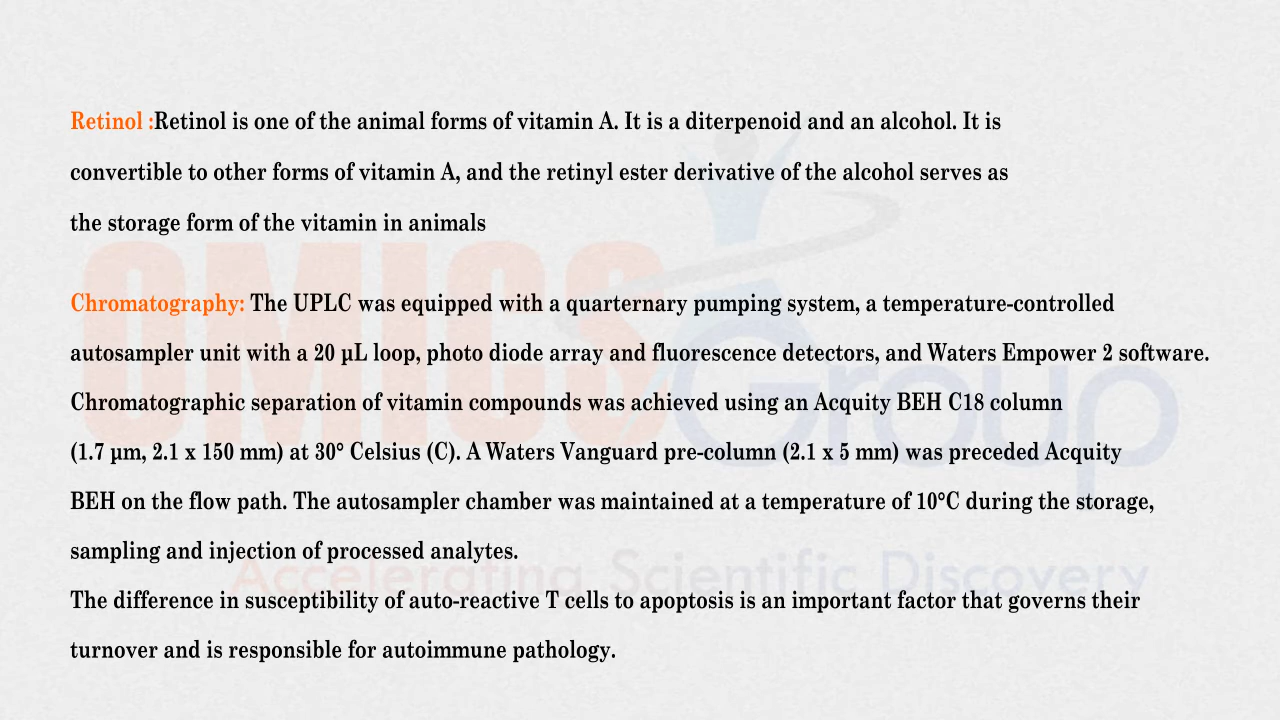 Retinol :Retinol is one of the animal forms of vitamin A. It is a diterpenoid and an alcohol. It is
convertible to other forms of vitamin A, and the retinyl ester derivative of the alcohol serves as
the storage form of the vitamin in animals
OMICS
Group
Chromatography: The UPLC was equipped with a quarternary pumping system, a temperature-controlled
autosampler unit with a 20 µL loop, photo diode array and fluorescence detectors, and Waters Empower 2 software.
Chromatographic separation of vitamin compounds was achieved using an Acquity BEH C18 column
(1.7 µm, 2.1 x 150 mm) at 30° Celsius (C). A Waters Vanguard pre-column (2.1 x 5 mm) was preceded Acquity
BEH on the flow path. The autosampler chamber was maintained at a temperature of 10°C during the storage,
sampling and injection of processed analytes.
Accelerating Scientific Discovery
The difference in susceptibility of auto-reactive T cells to apoptosis is an important factor that governs their
turnover and is responsible for autoimmune pathology.